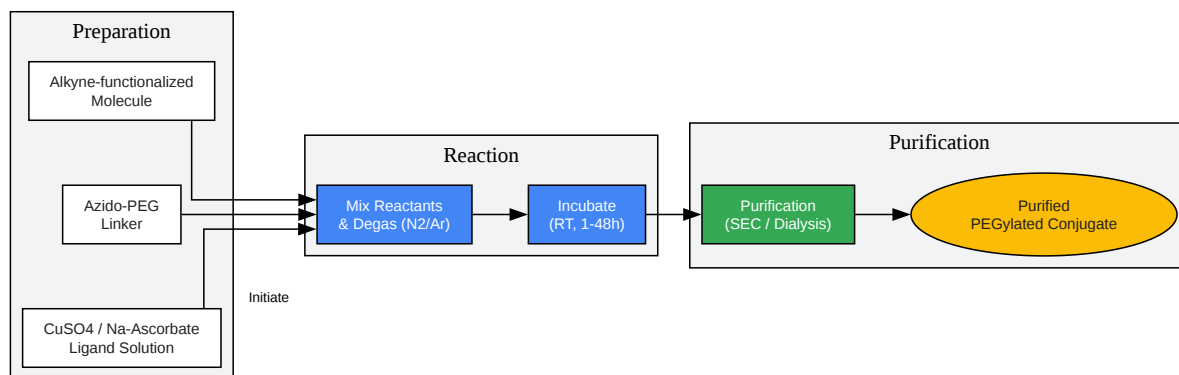 Preparation
Alkyne-functionalized
Molecule
Azido-PEG
Linker
CuSO4 / Na-Ascorbate
Ligand Solution
Initiate
Reaction
Mix Reactants
& Degas (N2/Ar)
Incubate
(RT, 1-48h)
Purification
Purification
(SEC / Dialysis)
Purified
PEGylated Conjugate